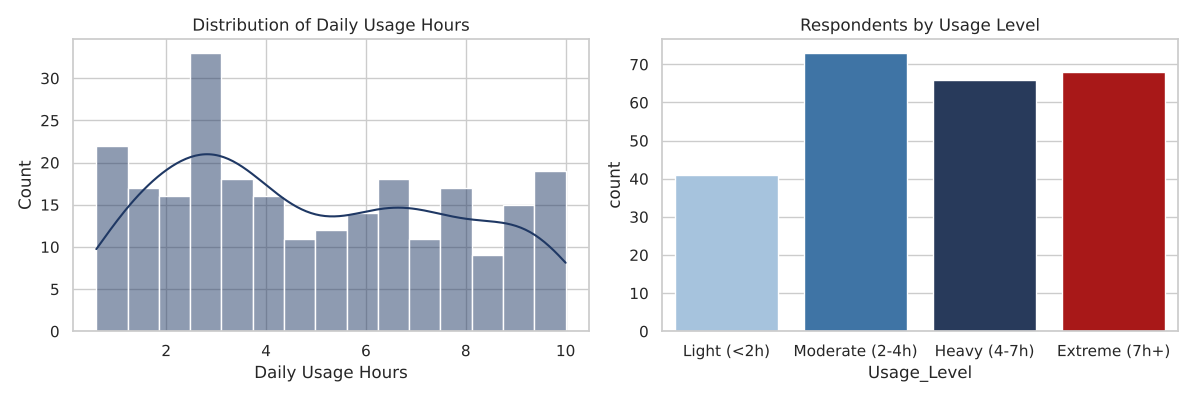 Distribution of Daily Usage Hours
Count
30
25
20
15
10
5
0
2 4 6 8 10
Daily Usage Hours
Respondents by Usage Level
count
70
60
50
40
30
20
10
0
Light (<2h) Moderate (2-4h) Heavy (4-7h) Extreme (7h+)
Usage_Level